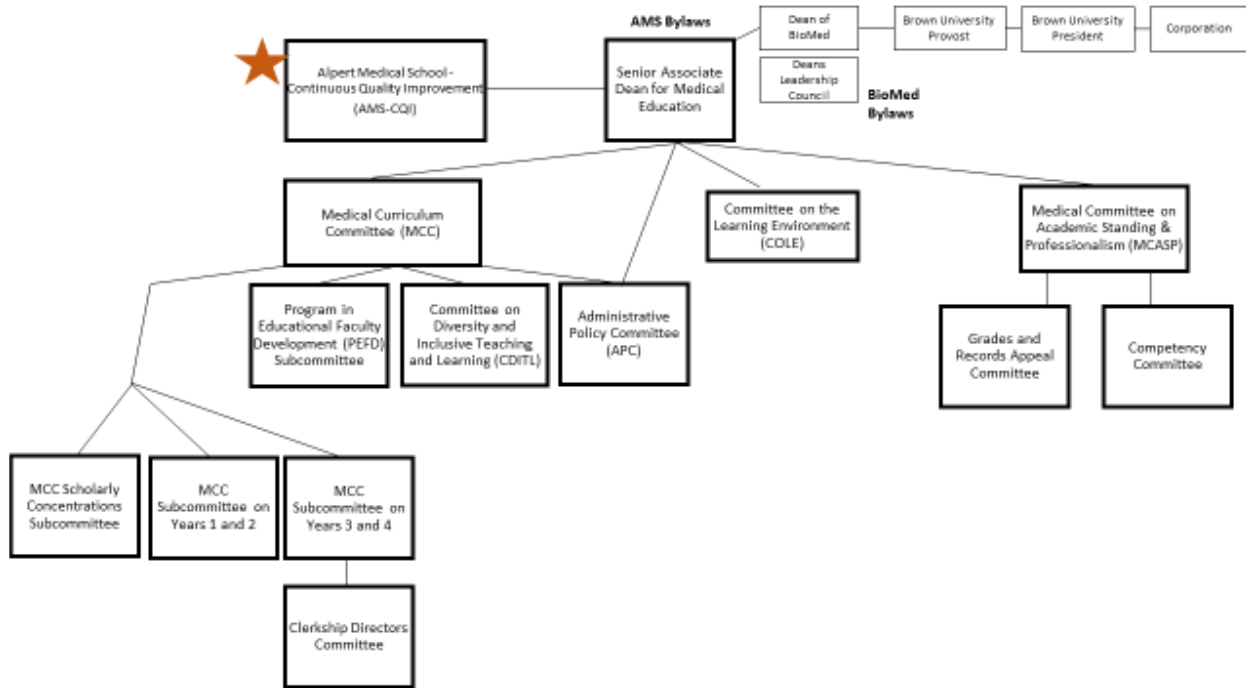 AMS Bylaws
Dean of
BioMed
Brown University
Provost
Brown University
President
Corporation
Alpert Medical School -
Continuous Quality Improvement
(AMS-CQI)
Senior Associate
Dean for Medical
Education
Deans
Leadership
Council
BioMed
Bylaws
Medical Curriculum
Committee (MCC)
Committee on the
Learning Environment
(COLE)
Medical Committee on
Academic Standing &
Professionalism (MCASP)
Program in
Educational Faculty
Development (PEFD)
Subcommittee
Committee on
Diversity and
Inclusive Teaching
and Learning (CDITL)
Administrative
Policy Committee
(APC)
Grades and
Records Appeal
Committee
Competency
Committee
MCC Scholarly
Concentrations
Subcommittee
MCC
Subcommittee on
Years 1 and 2
MCC
Subcommittee on
Years 3 and 4
Clerkship Directors
Committee